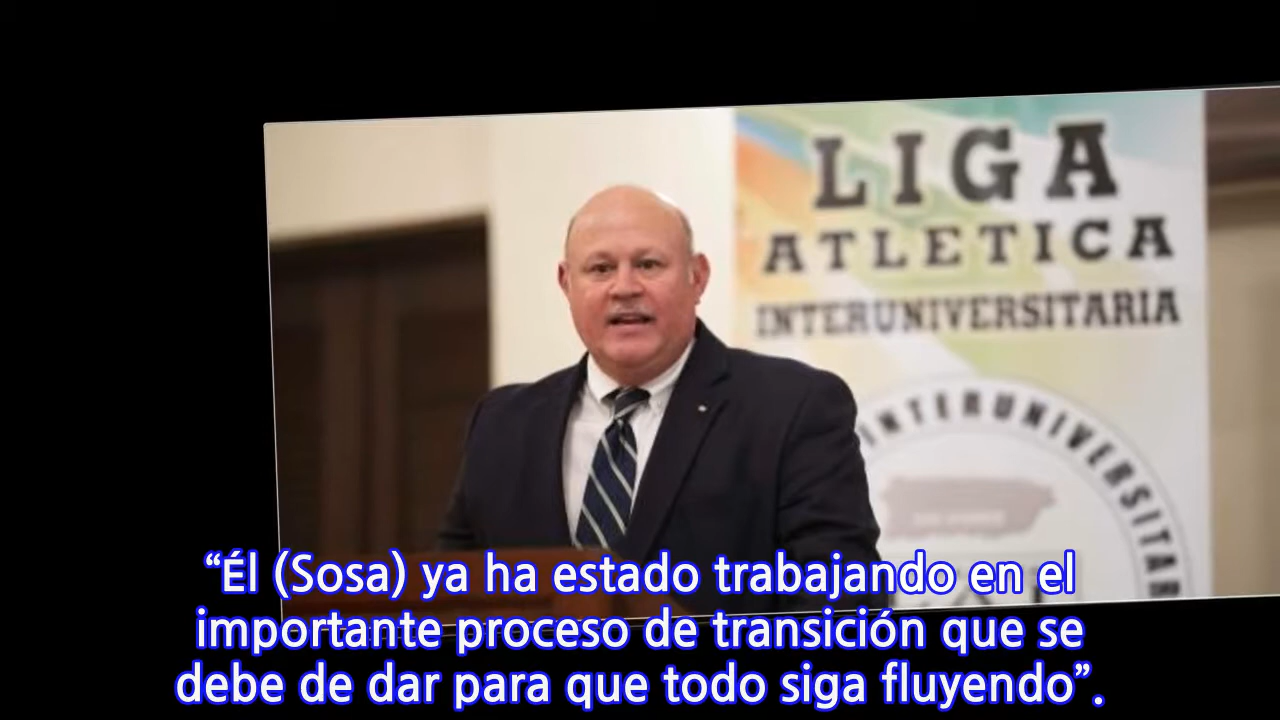 LIGA
ATLETICA
INTERUNIVERSITARIA
INTERUNIVERSITARI
“Él (Sosa) ya ha estado trabajando en el
importante proceso de transición que se
debe de dar para que todo siga fluyendo”.